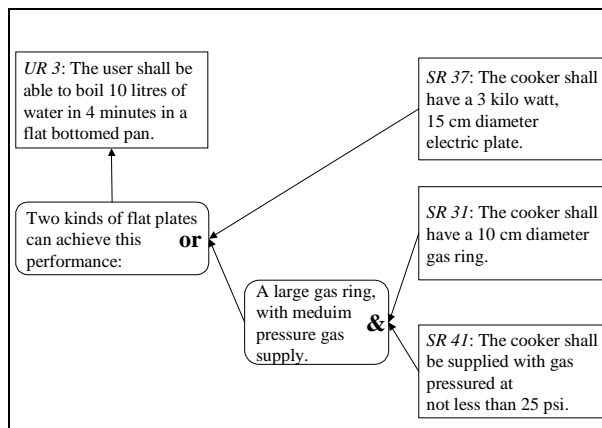 UR 3: The user shall be
able to boil 10 litres of
water in 4 minutes in a
flat bottomed pan.
SR 37: The cooker shall
have a 3 kilo watt,
15 cm diameter
electric plate.
Two kinds of flat plates
can achieve this
performance:
or
SR 31: The cooker shall
have a 10 cm diameter
gas ring.
A large gas ring,
with meduim
pressure gas
supply.
&
SR 41: The cooker shall
be supplied with gas
pressured at
not less than 25 psi.